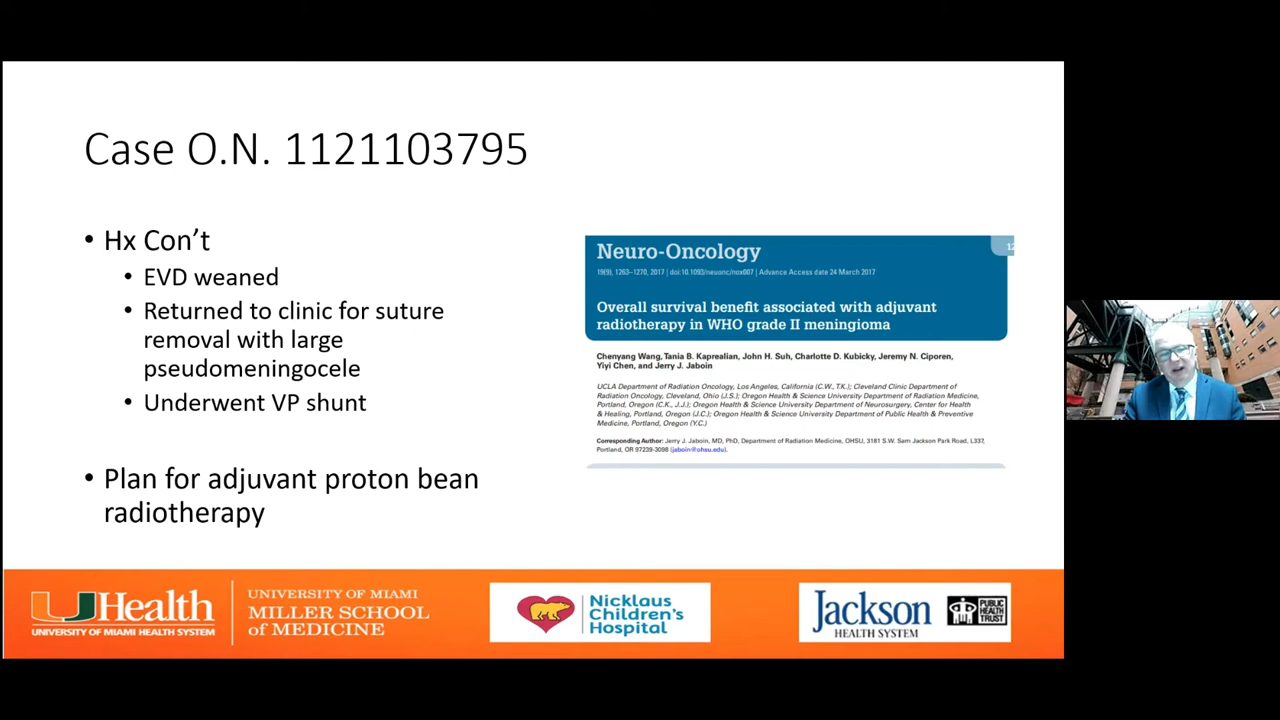 Case O.N. 1121103795
• Hx Con't
• EVD weaned
• Returned to clinic for suture
removal with large
pseudomeningocele
• Underwent VP shunt
• Plan for adjuvant proton bean
radiotherapy
12
Neuro-Oncology
19(9), 1263–1270, 2017 | doi:10.1093/neuonc/nox007 | Advance Access date 24 March 2017
Overall survival benefit associated with adjuvant
radiotherapy in WHO grade II meningioma
Chenyang Wang, Tania B. Kaprealian, John H. Suh, Charlotte D. Kubicky, Jeremy N. Ciporen,
Yiyi Chen, and Jerry J. Jaboin
UCLA Department of Radiation Oncology, Los Angeles, California (C.W., T.K.); Cleveland Clinic Department of
Radiation Oncology, Cleveland, Ohio (J.S.); Oregon Health & Science University Department of Radiation Medicine,
Portland, Oregon (C.K., J.J.); Oregon Health & Science University Department of Neurosurgery, Center for Health
& Healing, Portland, Oregon (J.C.); Oregon Health & Science University Department of Public Health & Preventive
Medicine, Portland, Oregon (Y.C.)
Corresponding Author: Jerry J. Jaboin, MD, PhD, Department of Radiation Medicine, OHSU, 3181 S.W. Sam Jackson Park Road, L337,
Portland, OR 97239-3098 (jaboin@ohsu.edu).
UHealth
UNIVERSITY OF MIAMI HEALTH SYSTEM
UNIVERSITY OF MIAMI
MILLER SCHOOL
of MEDICINE
Nicklaus
Children's
Hospital
Jackson
HEALTH SYSTEM
PUBLIC
HEALTH
TRUST